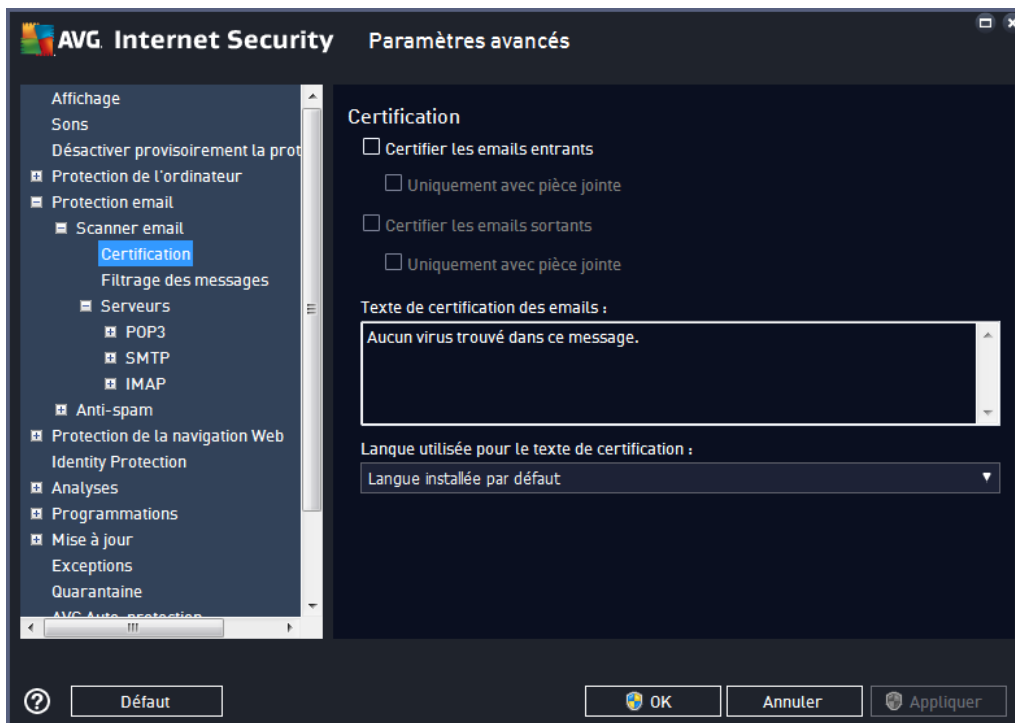 AVG. Internet Security Paramètres avancés
Affichage
Sons
Désactiver provisoirement la prot
Protection de l'ordinateur
Protection email
Scanner email
Certification
Filtrage des messages
Serveurs
POP3
SMTP
IMAP
Anti-spam
Protection de la navigation Web
Identity Protection
Analyses
Programmations
Mise à jour
Exceptions
Quarantaine
AVG Auto-protection
Certification
Certifier les emails entrants
Uniquement avec pièce jointe
Certifier les emails sortants
Uniquement avec pièce jointe
Texte de certification des emails :
Aucun virus trouvé dans ce message.
Langue utilisée pour le texte de certification :
Langue installée par défaut
? Défaut OK Annuler Appliquer